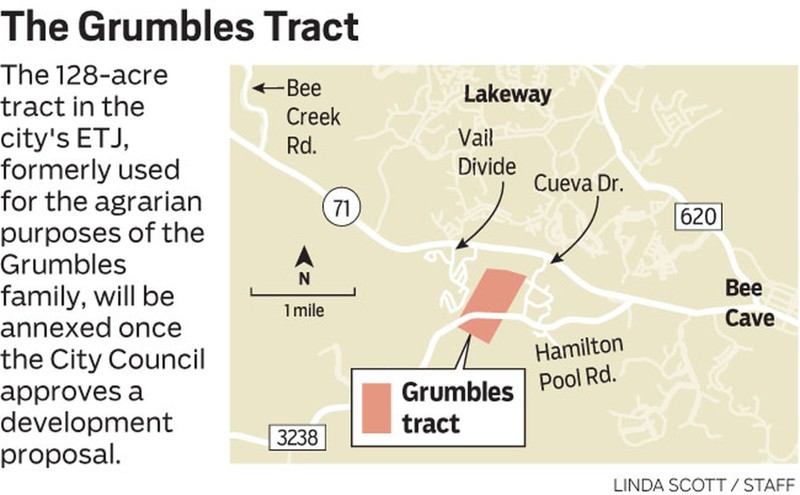 The Grumbles Tract
The 128-acre
tract in the
city's ETJ,
formerly used
for the agrarian
purposes of the
Grumbles
family, will be
annexed once
the City Council
approves a
development
proposal.
Bee
Creek
Rd.
Lakeway
Vail
Divide
Cueva Dr.
71
620
N
1 mile
Bee
Cave
Hamilton
Pool Rd.
Grumbles
tract
3238
LINDA SCOTT / STAFF